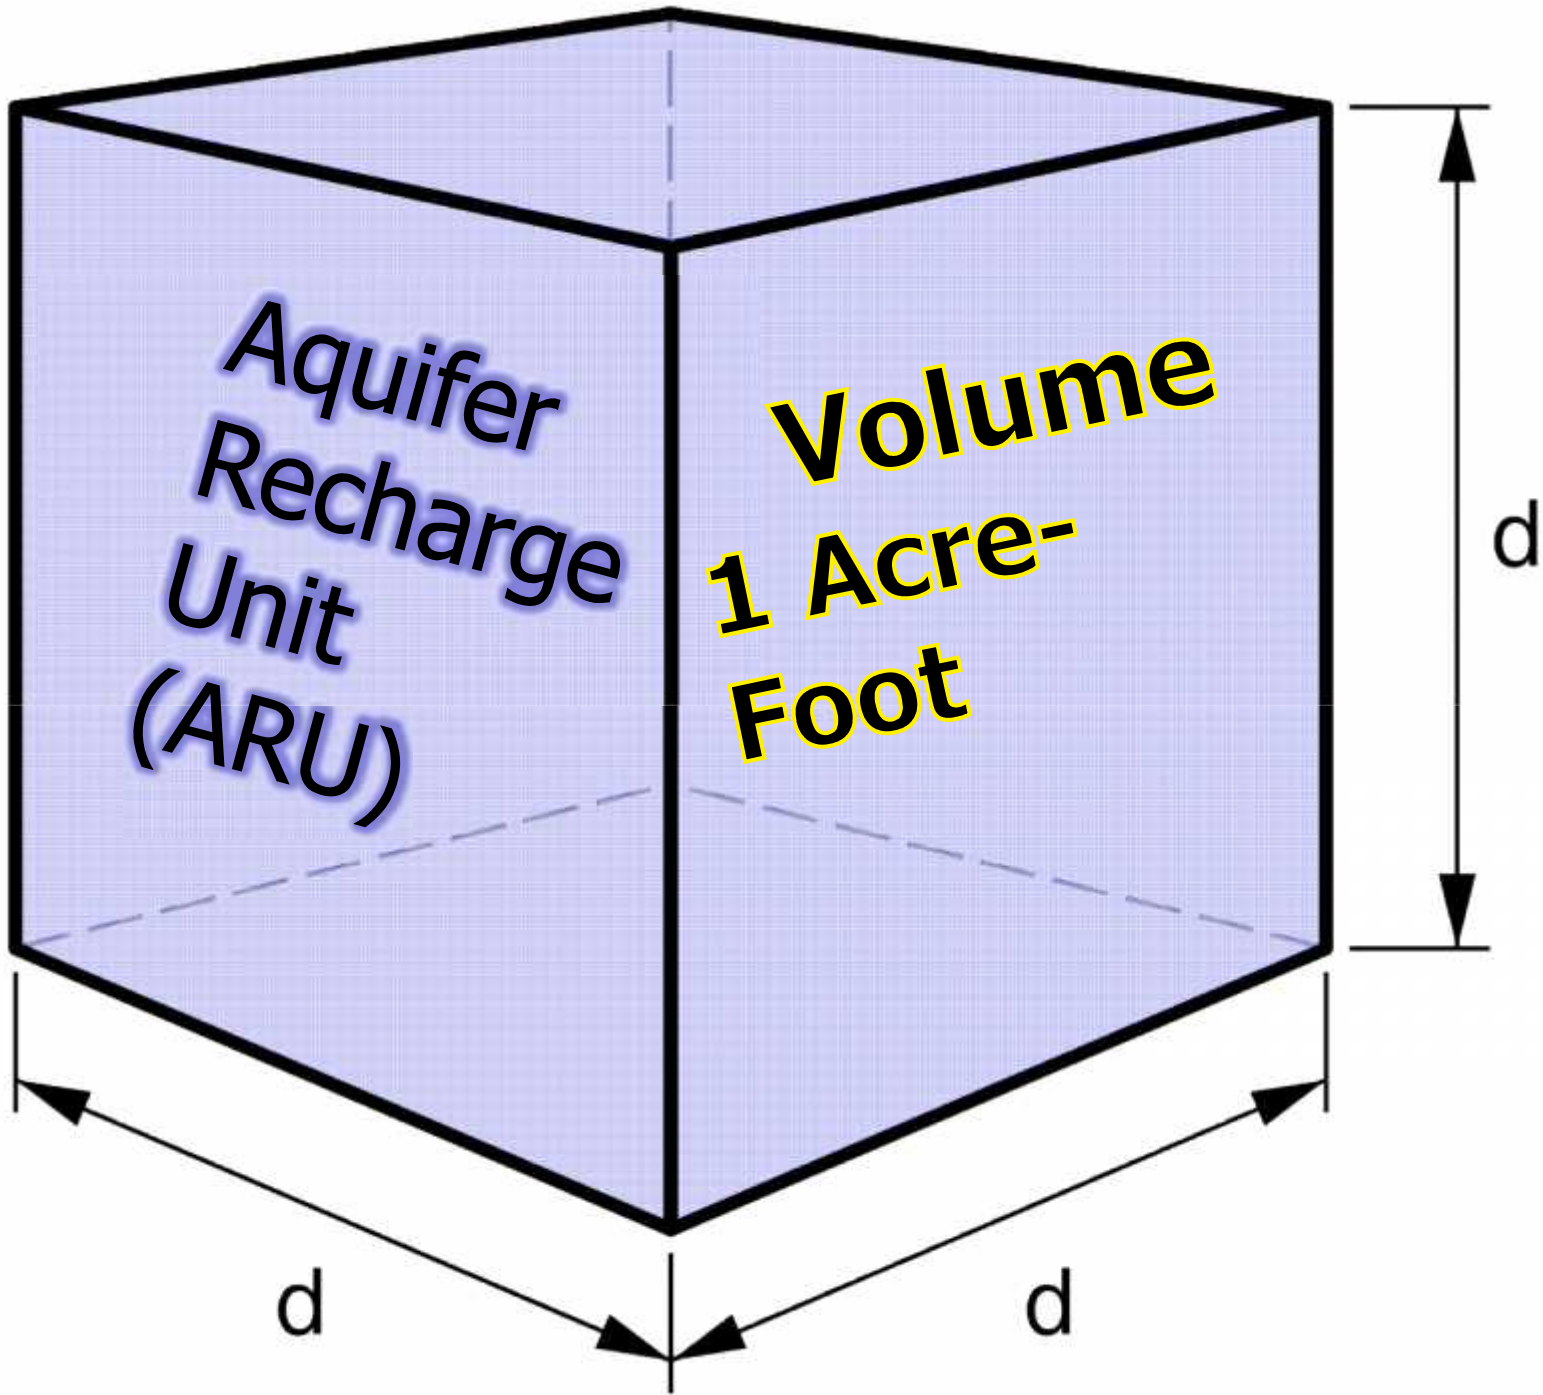 Aquifer
Recharge
Unit
(ARU)
Volume
1 Acre-
Foot
d
d
d